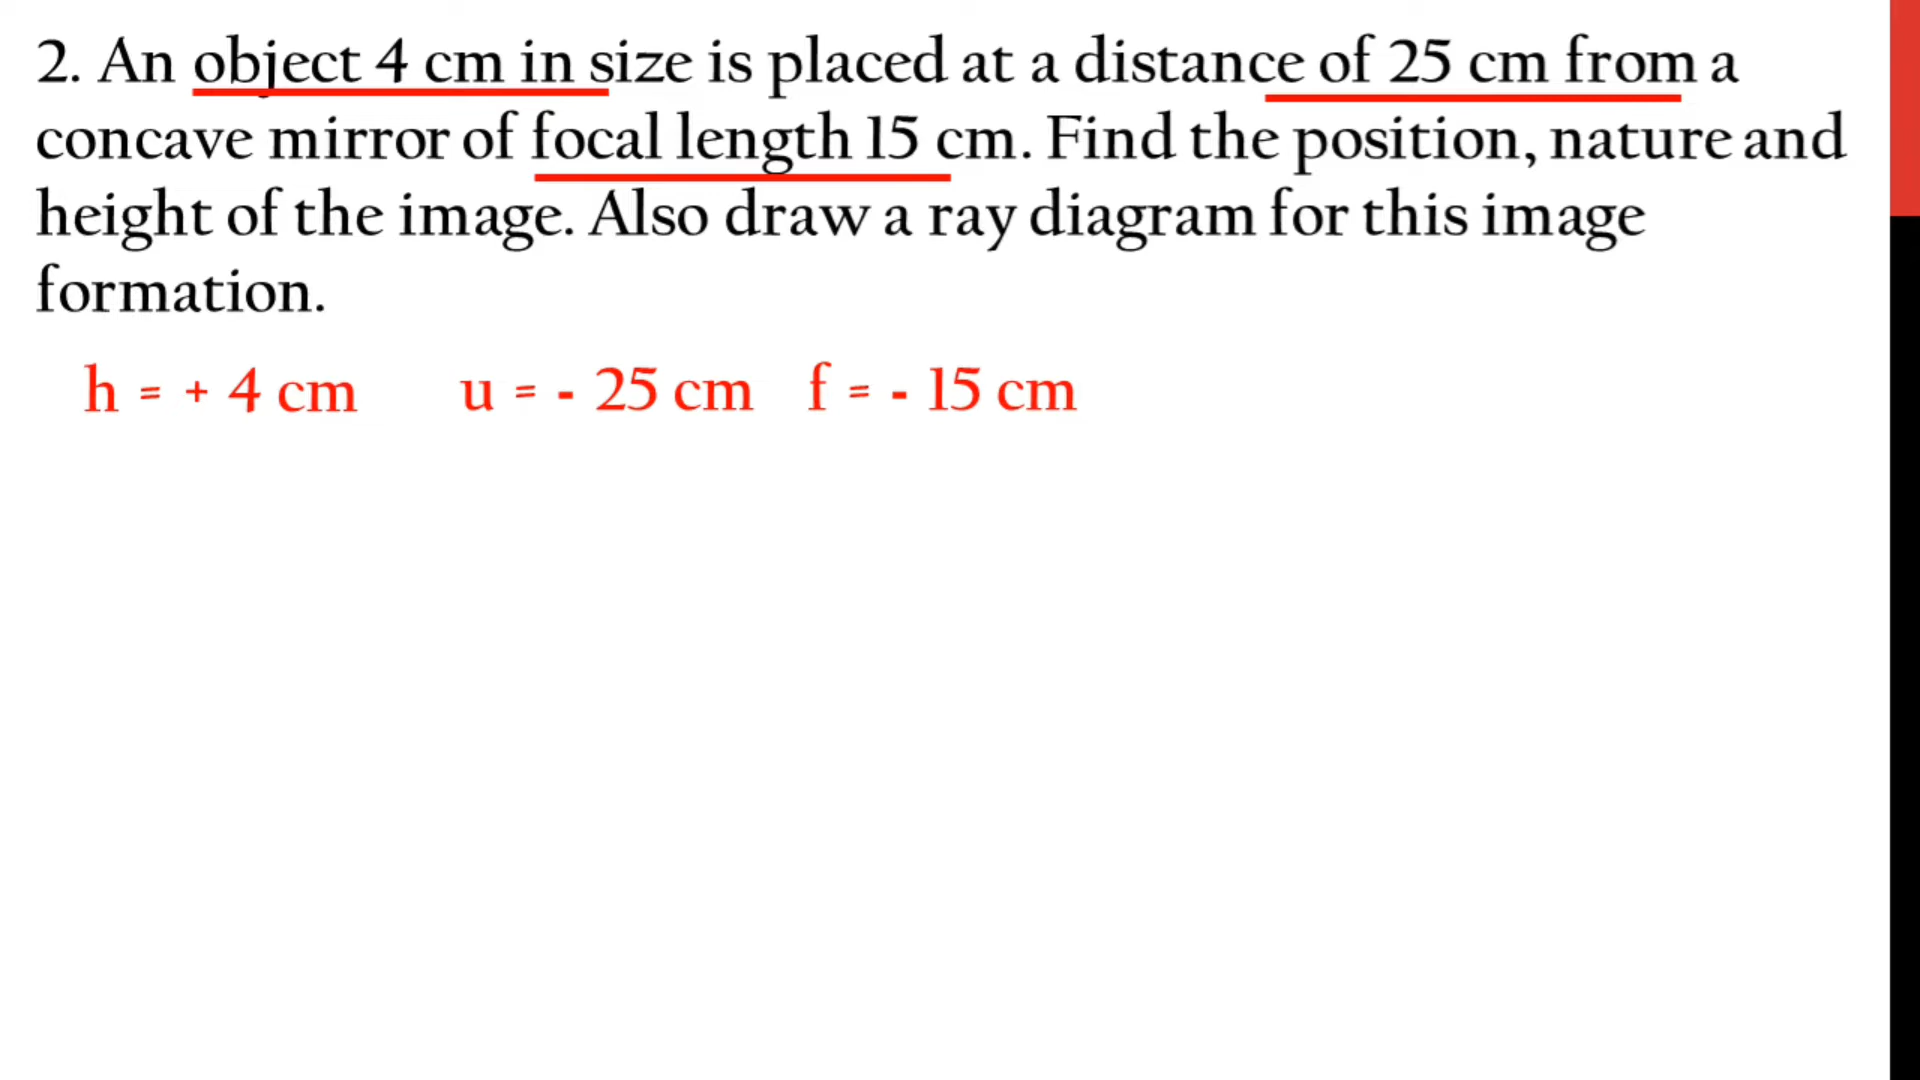 2. An object 4 cm in size is placed at a distance of 25 cm from a
concave mirror of focal length 15 cm. Find the position, nature and
height of the image. Also draw a ray diagram for this image
formation.
h = + 4 cm u = - 25 cm f = - 15 cm